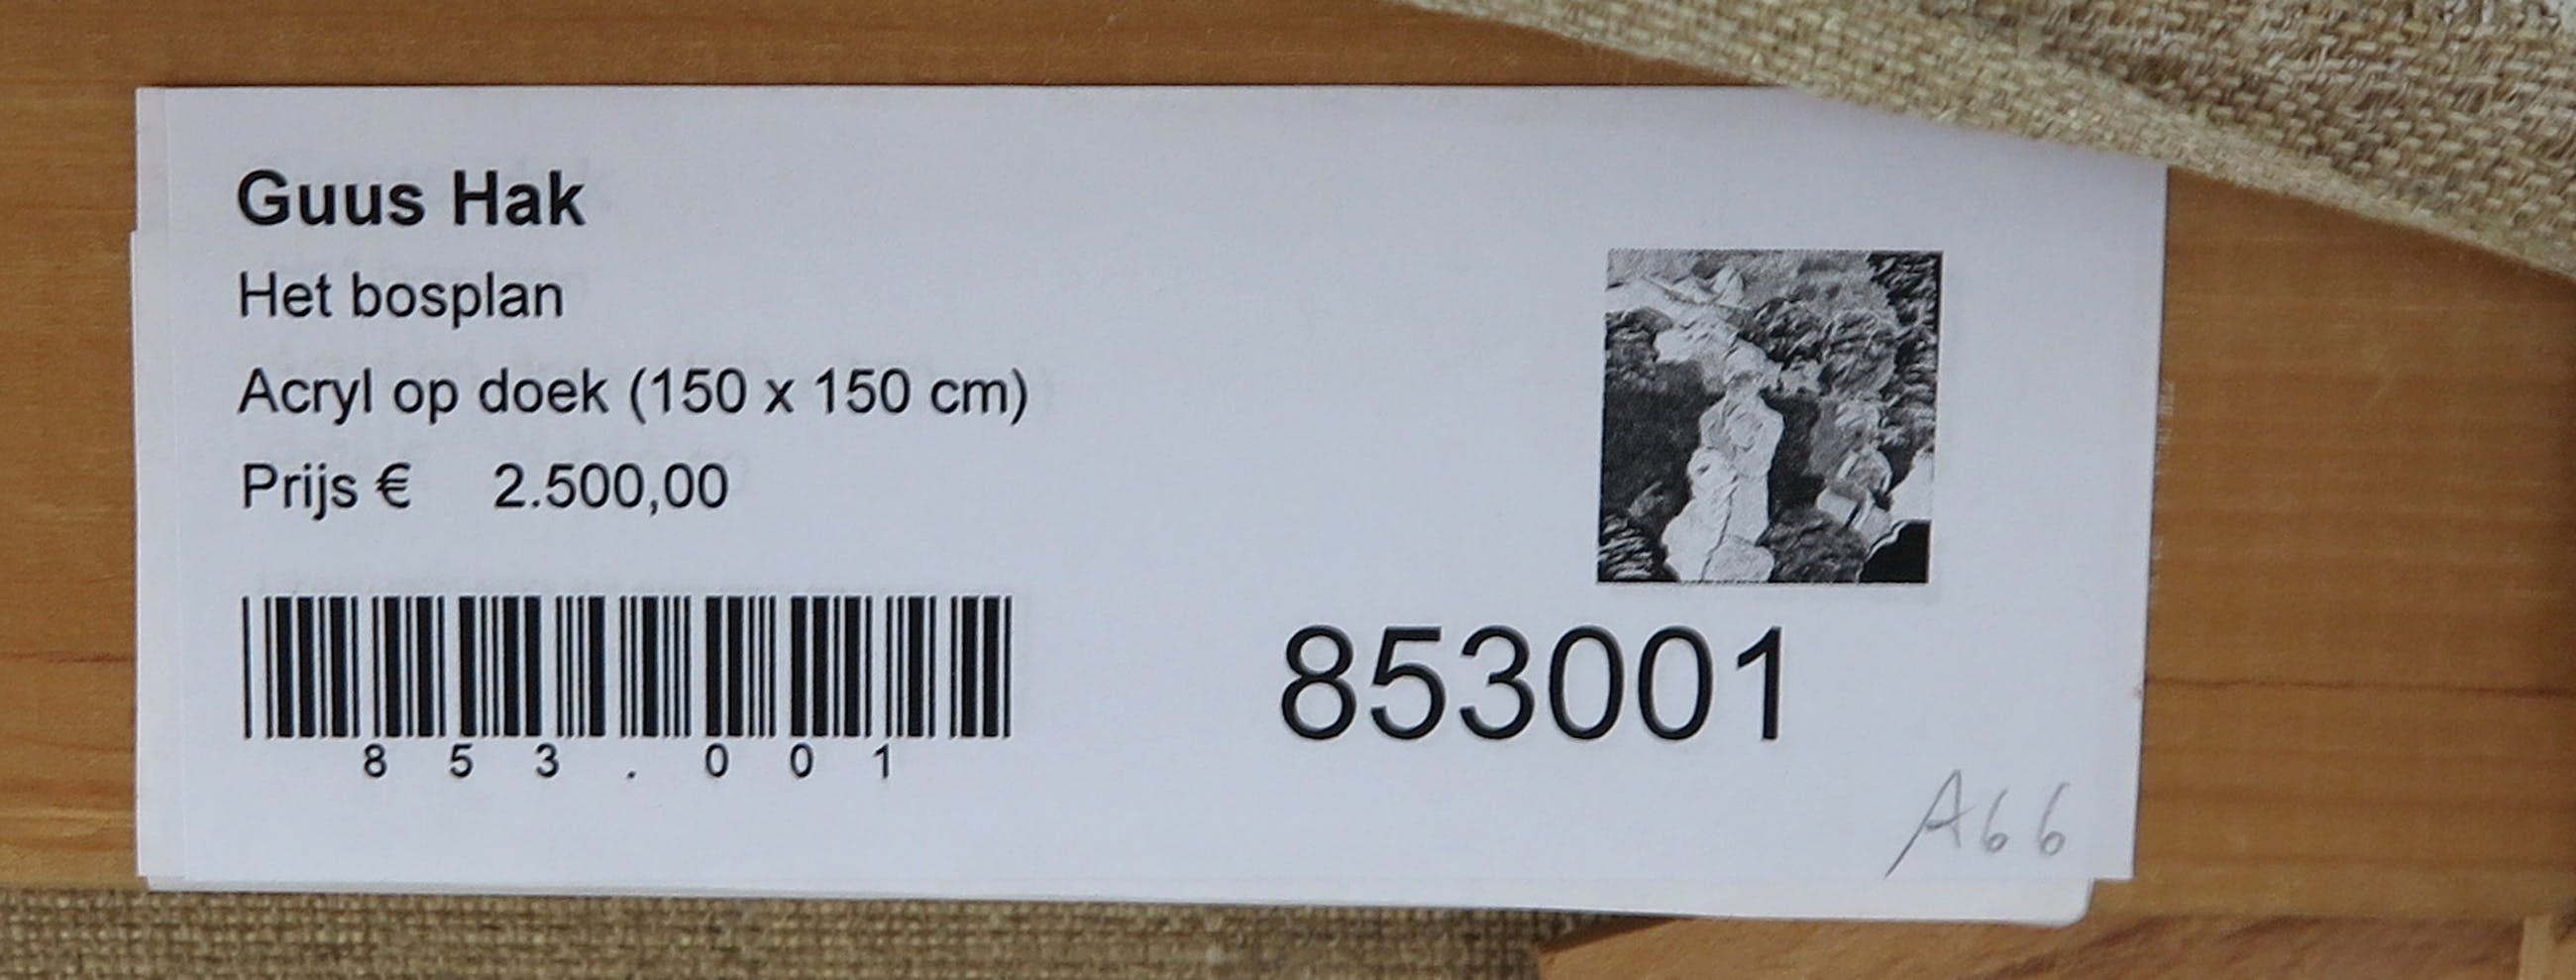 Guus Hak
Het bosplan
Acryl op doek (150 x 150 cm)
Prijs € 2.500,00
8 5 3 . 0 0 1
853001
A66